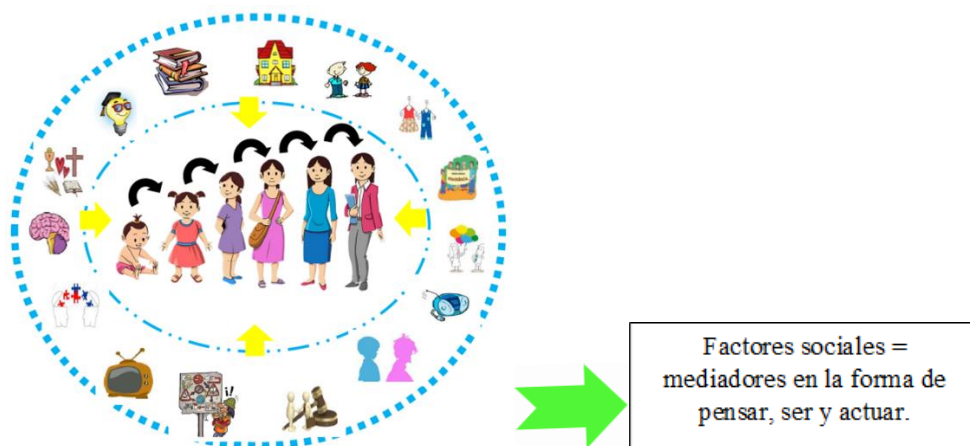 Factores sociales =
mediadores en la forma de
pensar, ser y actuar.